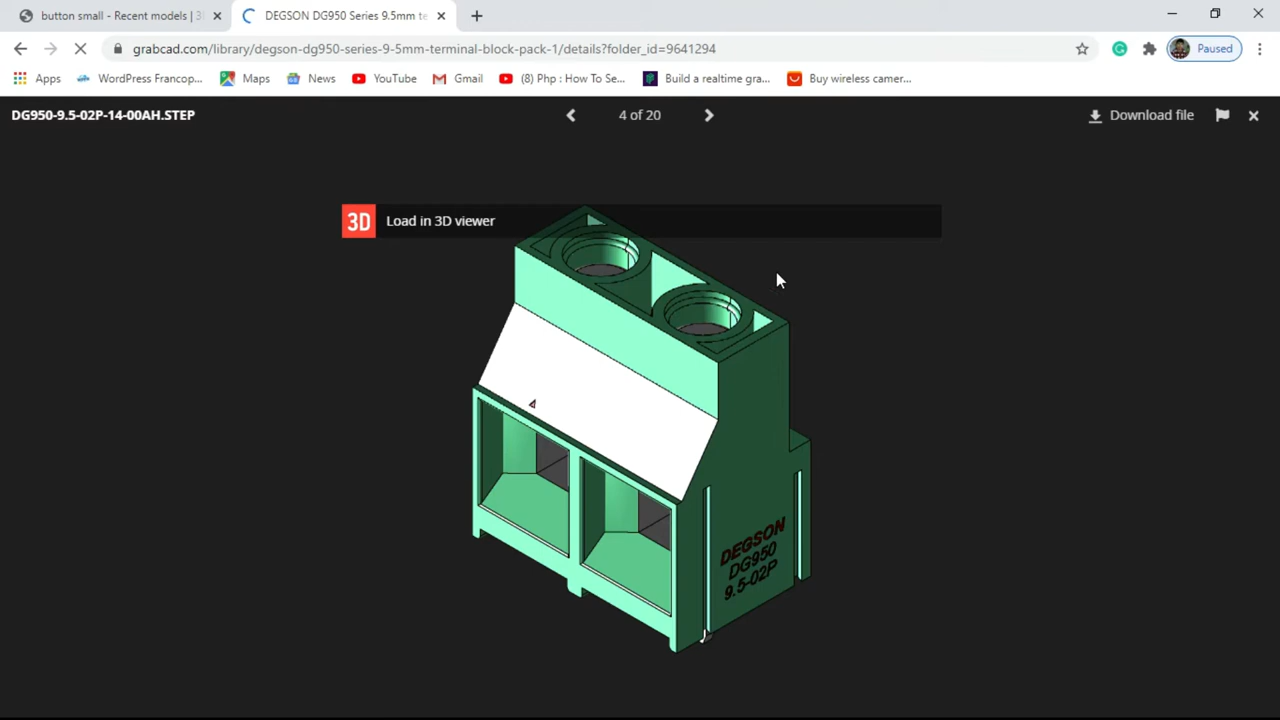 button small - Recent models | 3
DEGSON DG950 Series 9.5mm te
grabcad.com/library/degson-dg950-series-9-5mm-terminal-block-pack-1/details?folder_id=9641294
Paused
Apps
WordPress Francop...
Maps
News
YouTube
Gmail
(8) Php : How To Se...
Build a realtime gra...
Buy wireless camer...
DG950-9.5-02P-14-00AH.STEP
4 of 20
Download file
3D Load in 3D viewer
DEGSON
DG950
9.5-02P